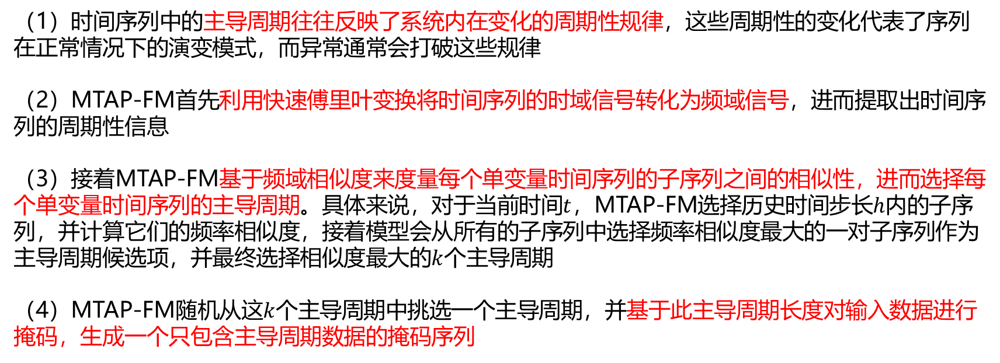 （1）时间序列中的主导周期往往反映了系统内在变化的周期性规律，这些周期性的变化代表了序列
在正常情况下的演变模式，而异常通常会打破这些规律
（2）MTAP-FM首先利用快速傅里叶变换将时间序列的时域信号转化为频域信号，进而提取出时间序
列的周期性信息
（3）接着MTAP-FM基于频域相似度来度量每个单变量时间序列的子序列之间的相似性，进而选择每
个单变量时间序列的主导周期。具体来说，对于当前时间t，MTAP-FM选择历史时间步长h内的子序
列，并计算它们的频率相似度，接着模型会从所有的子序列中选择频率相似度最大的一对子序列作为
主导周期候选项，并最终选择相似度最大的k个主导周期
（4）MTAP-FM随机从这k个主导周期中挑选一个主导周期，并基于此主导周期长度对输入数据进行
掩码，生成一个只包含主导周期数据的掩码序列